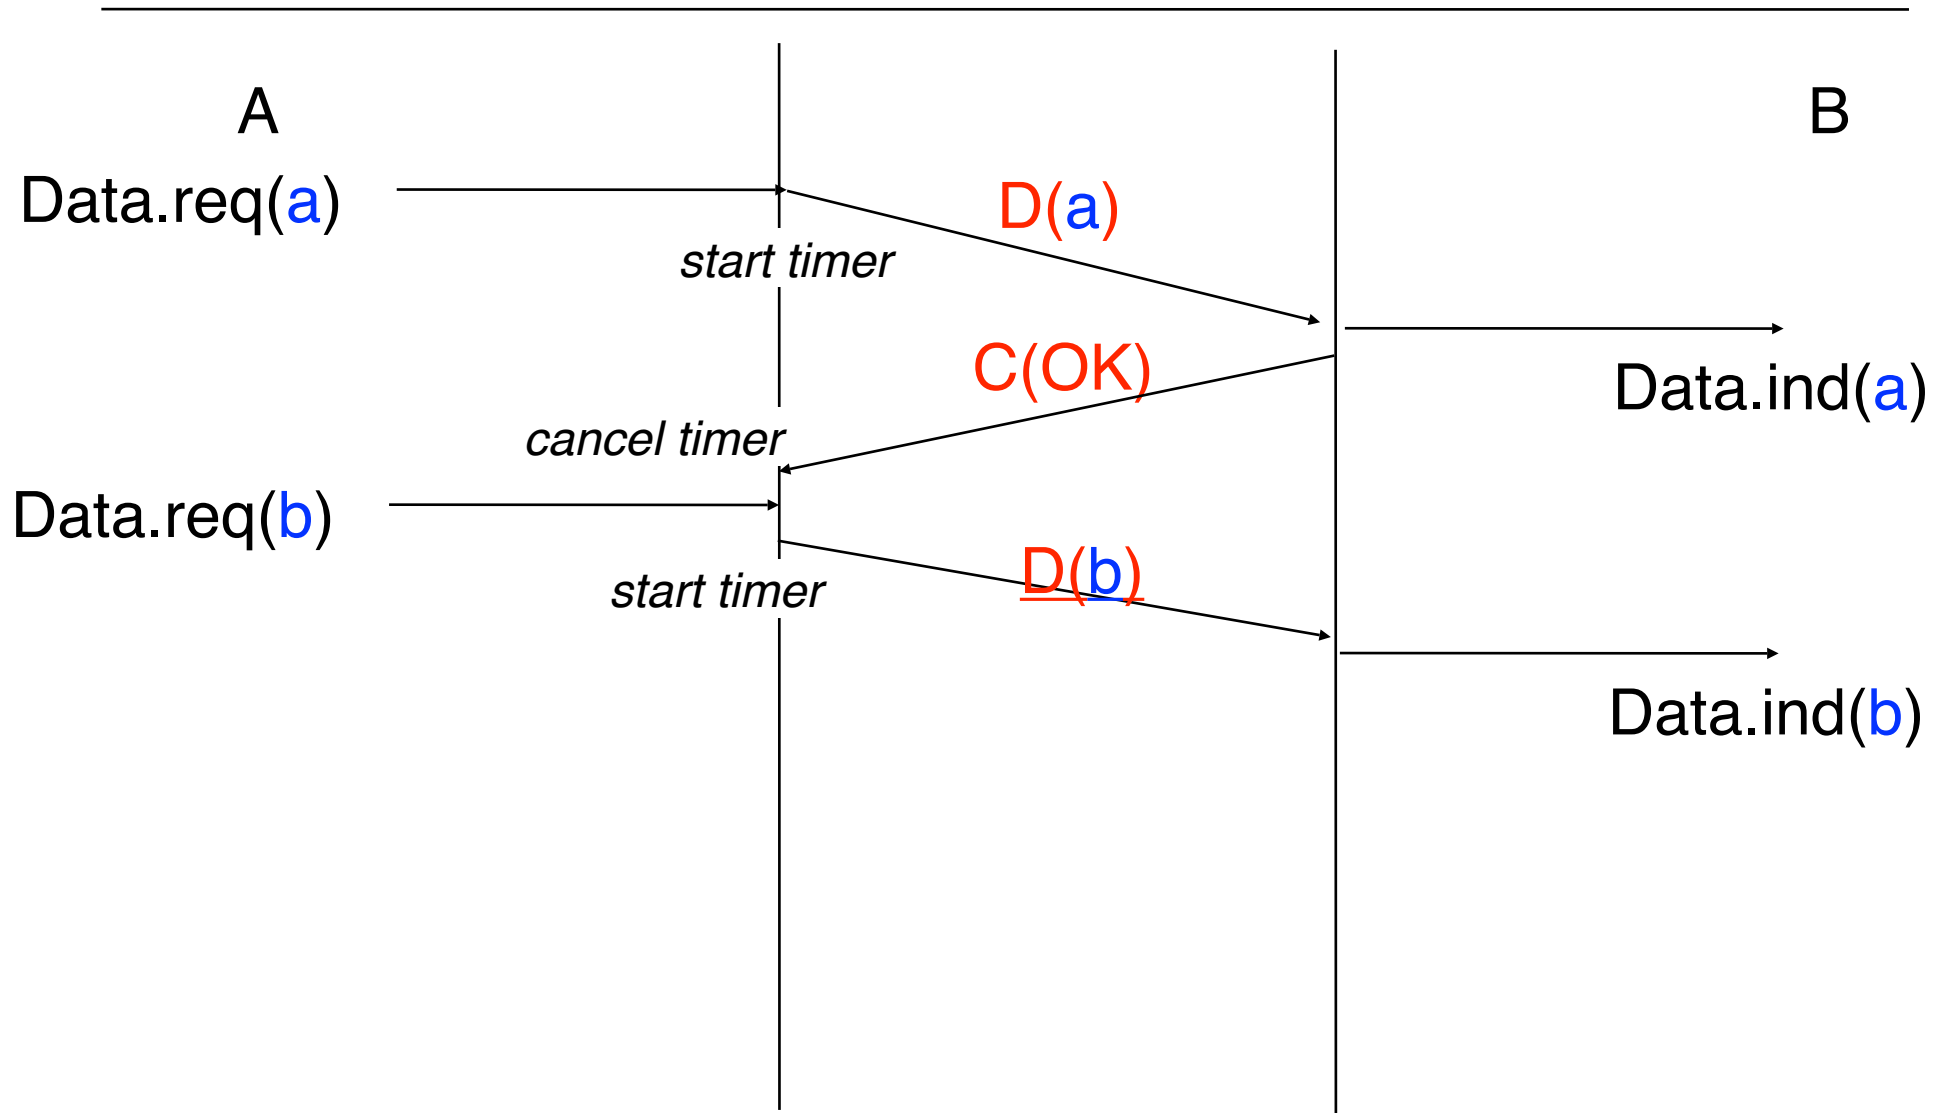 A
B
Data.req(a)
D(a)
start timer
C(OK)
Data.ind(a)
cancel timer
Data.req(b)
D(b)
start timer
Data.ind(b)